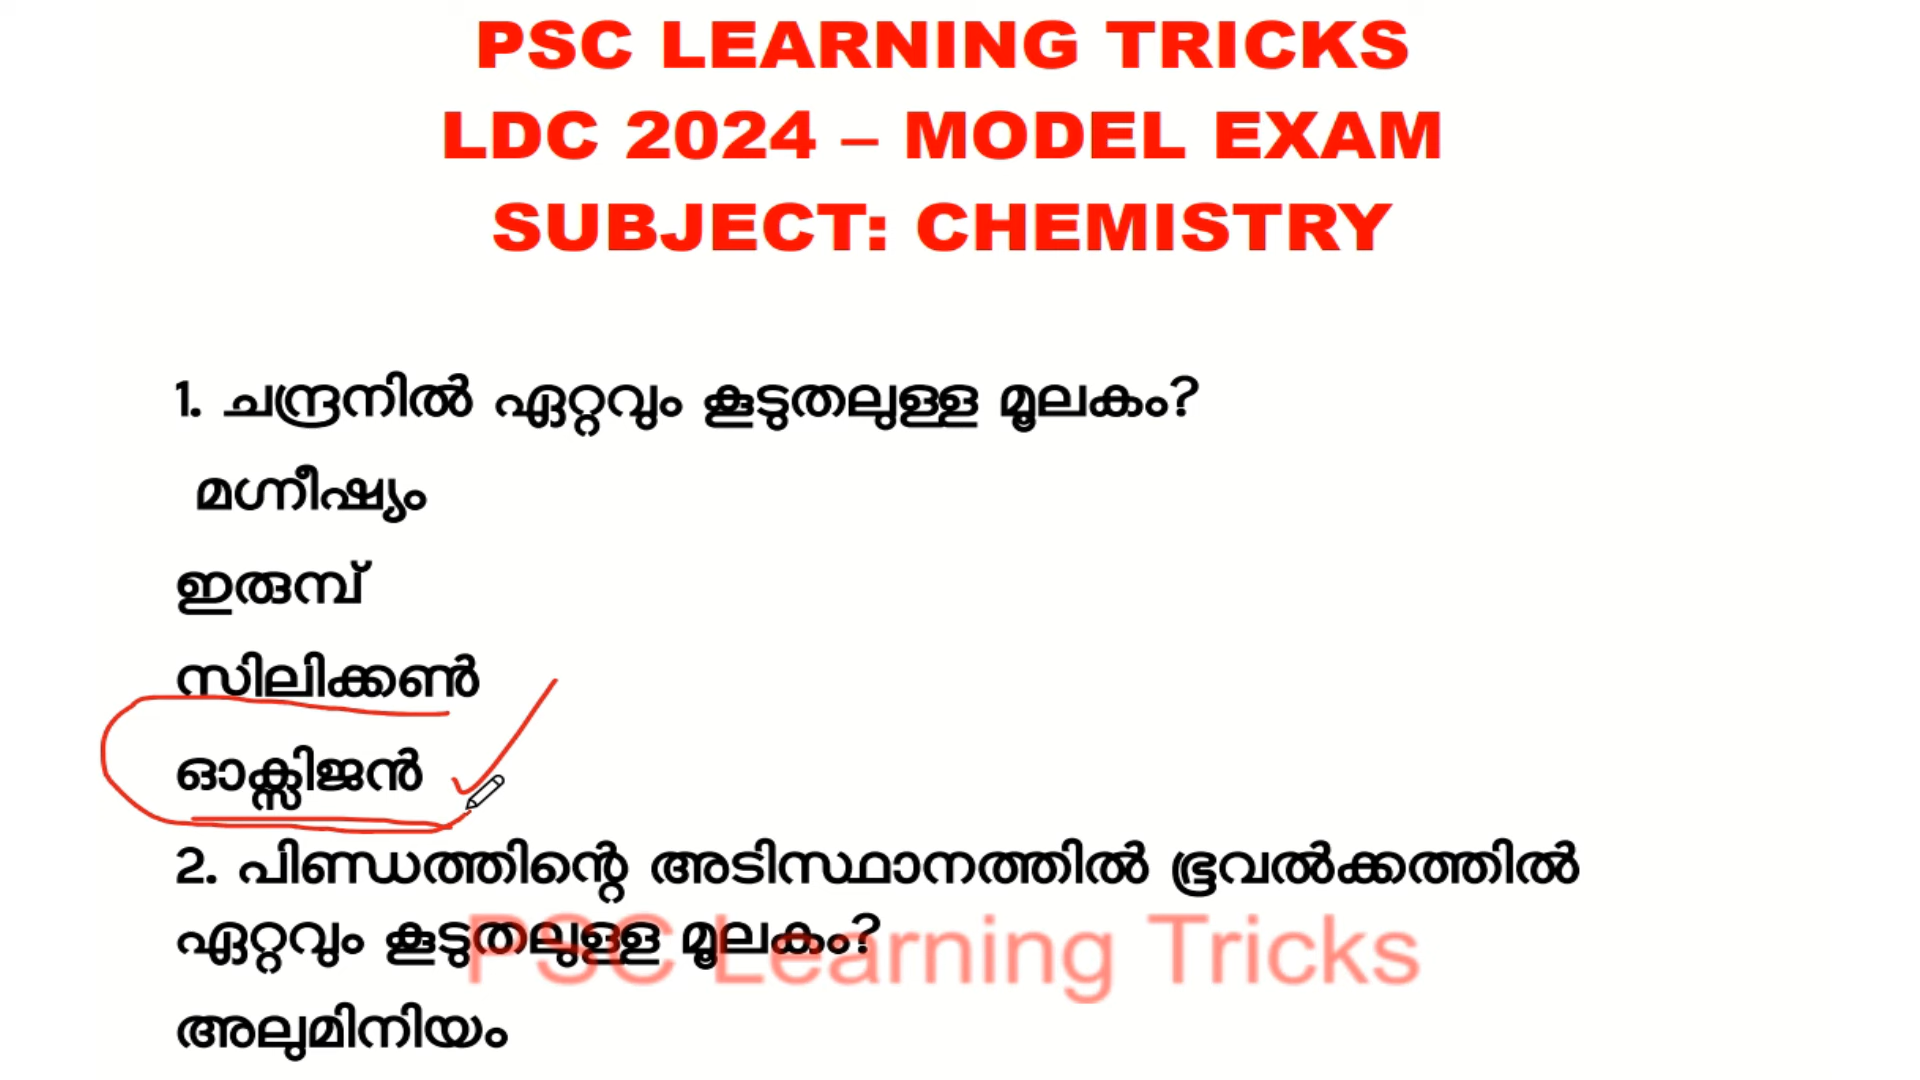 PSC LEARNING TRICKS
LDC 2024 – MODEL EXAM
SUBJECT: CHEMISTRY
1. ചന്ദ്രനിൽ ഏറ്റവും കൂടുതലുള്ള മൂലകം?
മഗ്നീഷ്യം
ഇരുമ്പ്
സിലിക്കൺ
ഓക്സിജൻ
2. പിണ്ഡത്തിന്റെ അടിസ്ഥാനത്തിൽ ഭൂവൽക്കത്തിൽ
ഏറ്റവും കൂടുതലുള്ള മൂലകം?
PSC Learning Tricks
അലുമിനിയം